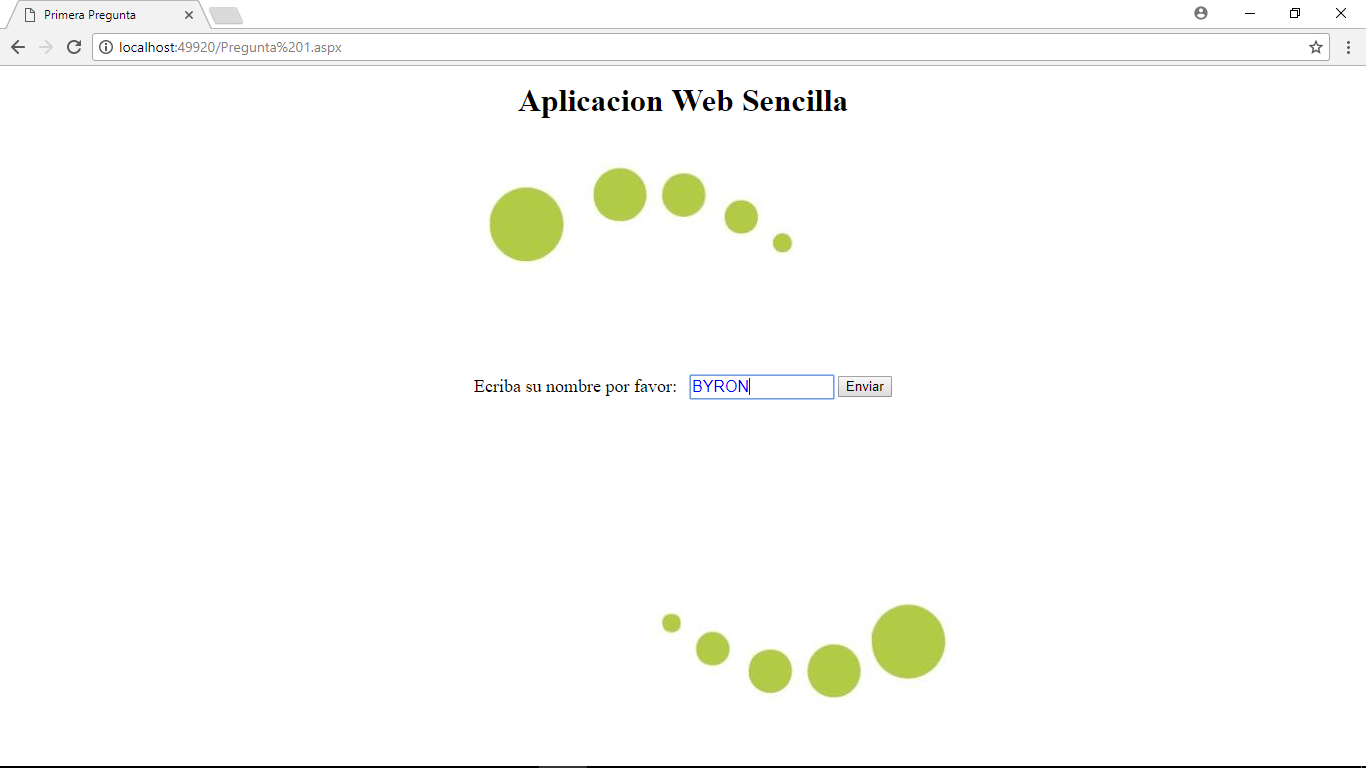 Primera Pregunta
localhost:49920/Pregunta%201.aspx
Aplicacion Web Sencilla
Ecriba su nombre por favor: BYRON Enviar